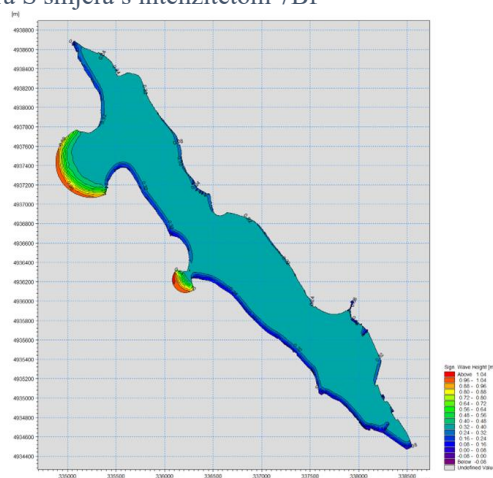 S smjera s intenzitetom 7BF
[m]
4938800
4938600
4938400
4938200
4938000
4937800
4937600
4937400
4937200
4937000
4936800
4936600
4936400
4936200
4936000
4935800
4935600
4935400
4935200
4935000
4934800
4934600
4934400
335000 335500 336000 336500 337000 337500 338000 338500
Sign. Wave Height [m]
Above 1.04
0.96 - 1.04
0.88 - 0.96
0.80 - 0.88
0.72 - 0.80
0.64 - 0.72
0.56 - 0.64
0.48 - 0.56
0.40 - 0.48
0.32 - 0.40
0.24 - 0.32
0.16 - 0.24
0.08 - 0.16
0.00 - 0.08
-0.08 - 0.00
Below -0.08
Undefined Value